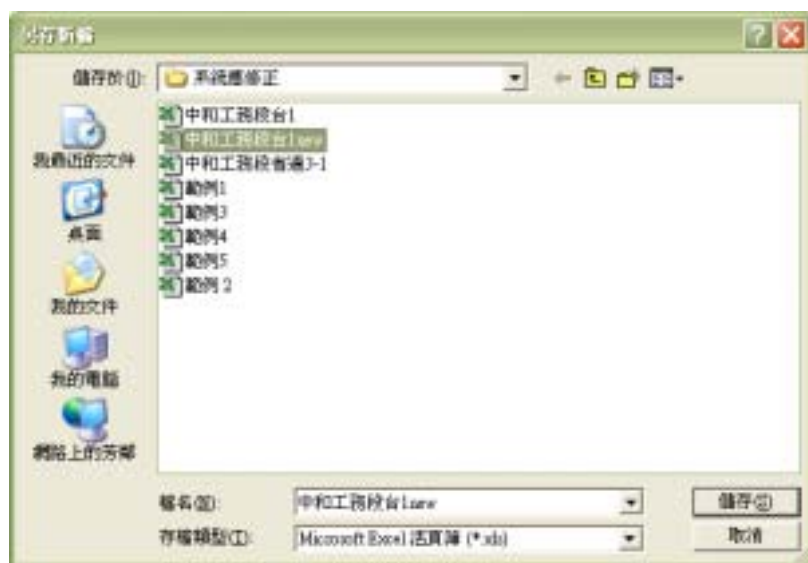 另存新檔
儲存於(I):
系統應修正
中和工務段台1
中和工務段台1new
中和工務段省道3-1
範例1
範例3
範例4
範例5
範例 2
我最近的文件
桌面
我的文件
我的電腦
網路上的芳鄰
檔名(N):
中和工務段台1new
儲存(S)
存檔類型(T):
Microsoft Excel 活頁簿 (*.xls)
取消